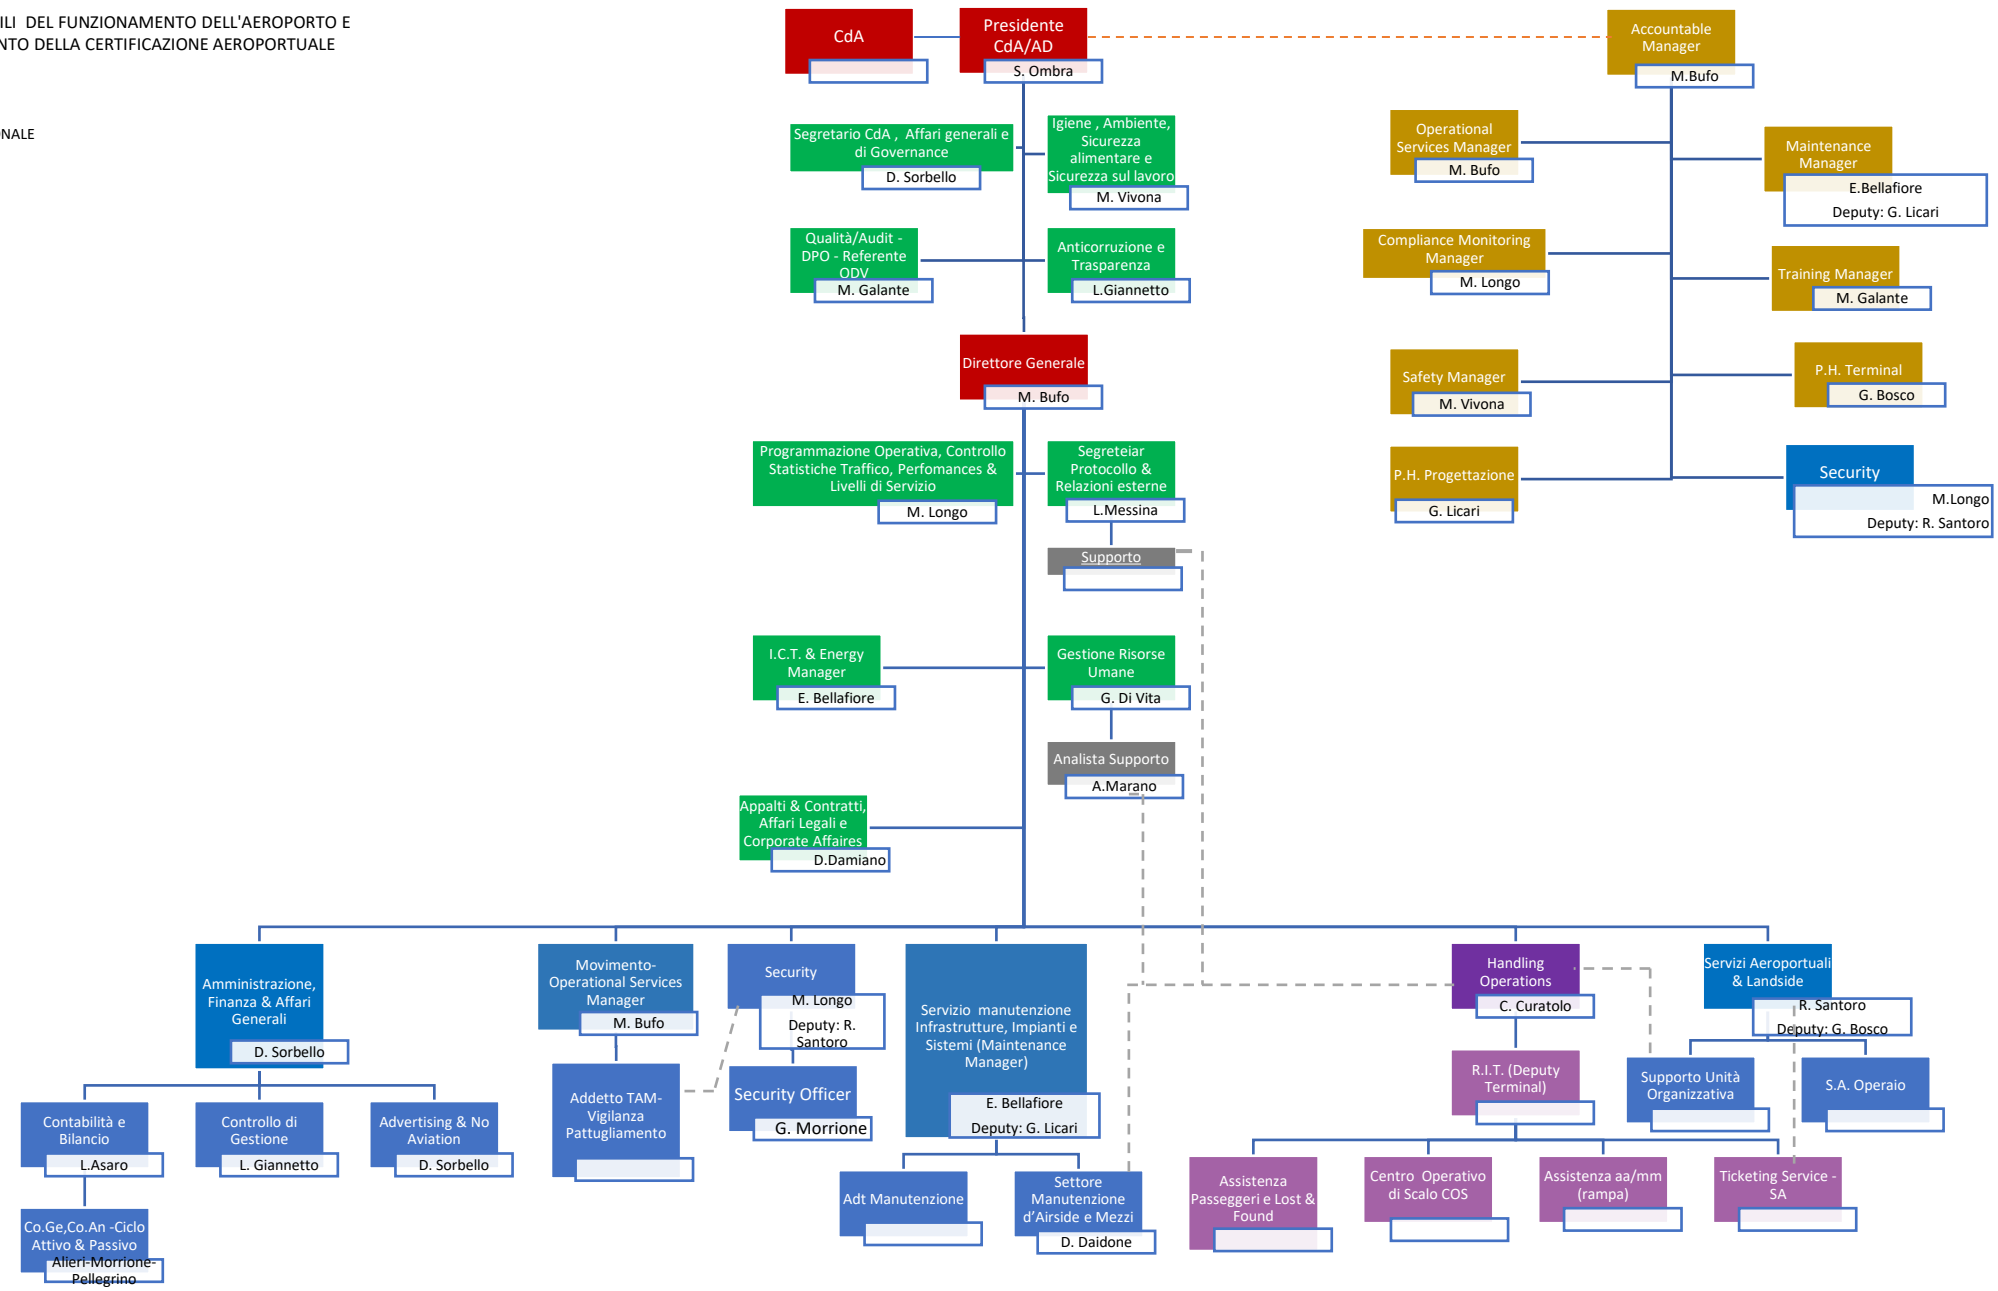 ILI DEL FUNZIONAMENTO DELL'AEROPORTO E
NTO DELLA CERTIFICAZIONE AEROPORTUALE
ONALE
CdA
Presidente
CdA/AD
S. Ombra
Accountable
Manager
M.Bufo
Segretario CdA , Affari generali e
di Governance
D. Sorbello
Igiene , Ambiente,
Sicurezza
alimentare e
Sicurezza sul lavoro
M. Vivona
Operational
Services Manager
M. Bufo
Maintenance
Manager
E.Bellafiore
Deputy: G. Licari
Qualità/Audit -
DPO - Referente
ODV
M. Galante
Anticorruzione e
Trasparenza
L.Giannetto
Compliance Monitoring
Manager
M. Longo
Training Manager
M. Galante
Direttore Generale
M. Bufo
Safety Manager
M. Vivona
P.H. Terminal
G. Bosco
Programmazione Operativa, Controllo
Statistiche Traffico, Perfomances &
Livelli di Servizio
M. Longo
Segreteiar
Protocollo &
Relazioni esterne
L.Messina
P.H. Progettazione
G. Licari
Security
M.Longo
Deputy: R. Santoro
Supporto
I.C.T. & Energy
Manager
E. Bellafiore
Gestione Risorse
Umane
G. Di Vita
Analista Supporto
A.Marano
Appalti & Contratti,
Affari Legali e
Corporate Affaires
D.Damiano
Amministrazione,
Finanza & Affari
Generali
D. Sorbello
Movimento-
Operational Services
Manager
M. Bufo
Security
M. Longo
Deputy: R.
Santoro
Servizio manutenzione
Infrastrutture, Impianti e
Sistemi (Maintenance
Manager)
E. Bellafiore
Deputy: G. Licari
Handling
Operations
C. Curatolo
Servizi Aeroportuali
& Landside
R. Santoro
Deputy: G. Bosco
Addetto TAM-
Vigilanza
Pattugliamento
Security Officer
G. Morrione
R.I.T. (Deputy
Terminal)
Supporto Unità
Organizzativa
S.A. Operaio
Contabilità e
Bilancio
L.Asaro
Controllo di
Gestione
L. Giannetto
Advertising & No
Aviation
D. Sorbello
Adt Manutenzione
Settore
Manutenzione
d’Airside e Mezzi
D. Daidone
Assistenza
Passeggeri e Lost &
Found
Centro Operativo
di Scalo COS
Assistenza aa/mm
(rampa)
Ticketing Service -
SA
Co.Ge,Co.An -Ciclo
Attivo & Passivo
Alieri-Morrione-
Pellegrino